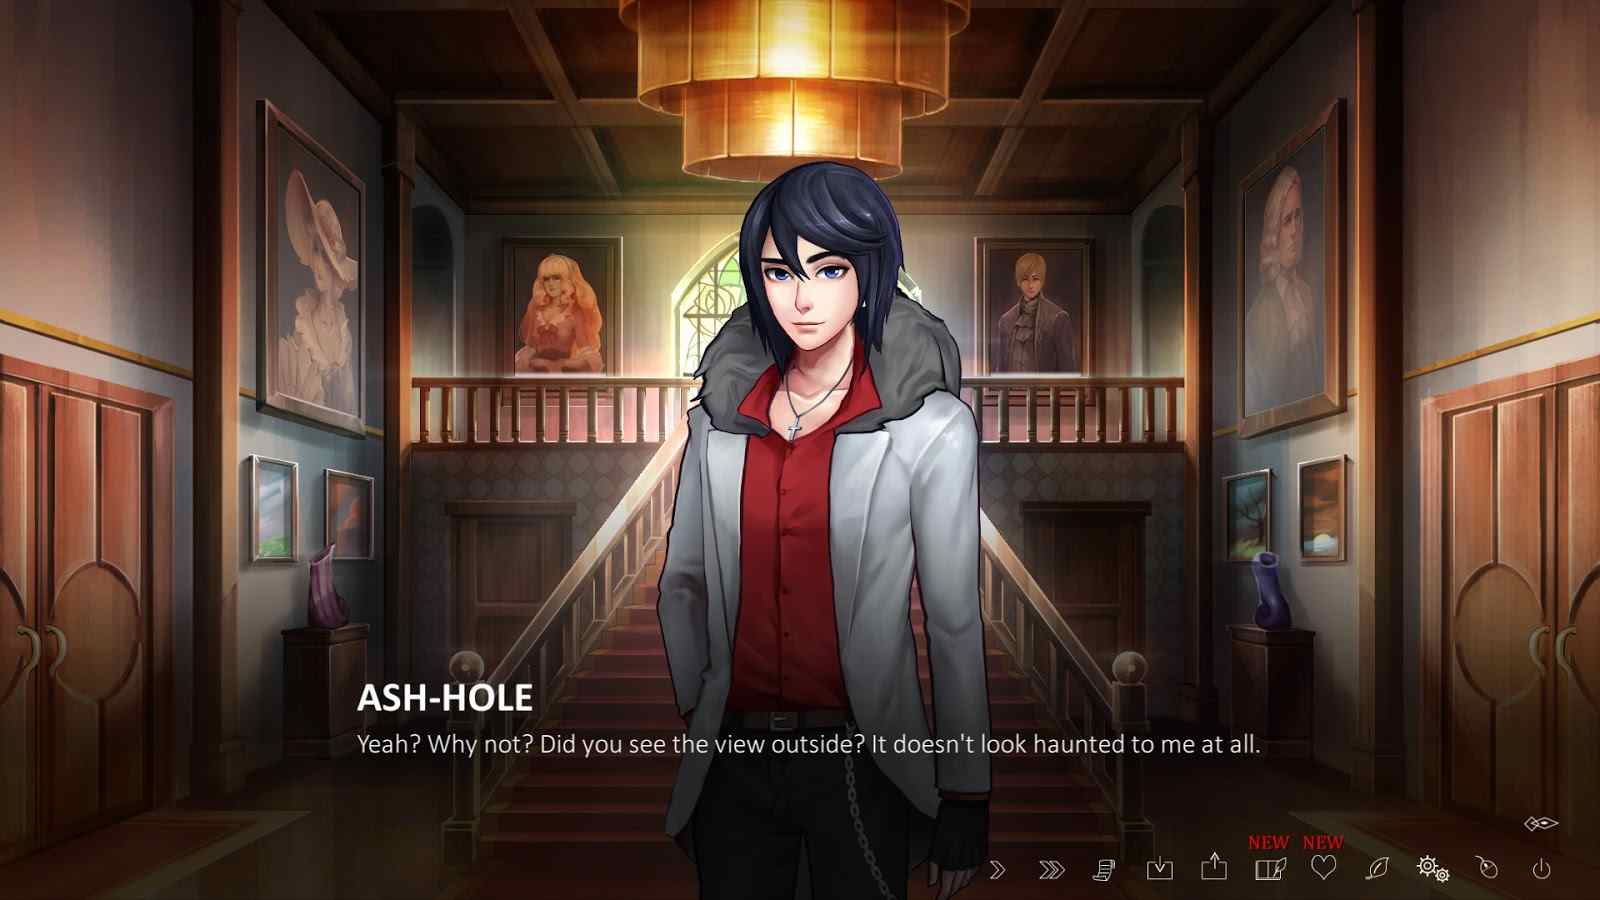 ASH-HOLE
Yeah? Why not? Did you see the view outside? It doesn't look haunted to me at all.
NEW NEW